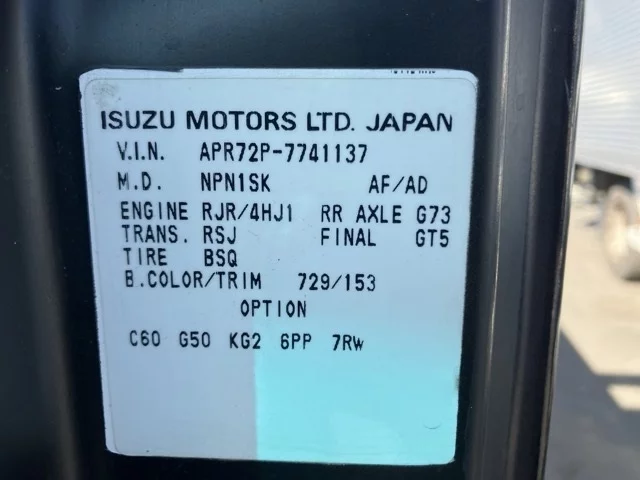 ISUZU MOTORS LTD. JAPAN
V.I.N. APR72P-7741137
M.D. NPN1SK AF/AD
ENGINE RJR/4HJ1 RR AXLE G73
TRANS. RSJ FINAL GT5
TIRE BSQ
B.COLOR/TRIM 729/153
OPTION
C60 G50 KG2 6PP 7RW